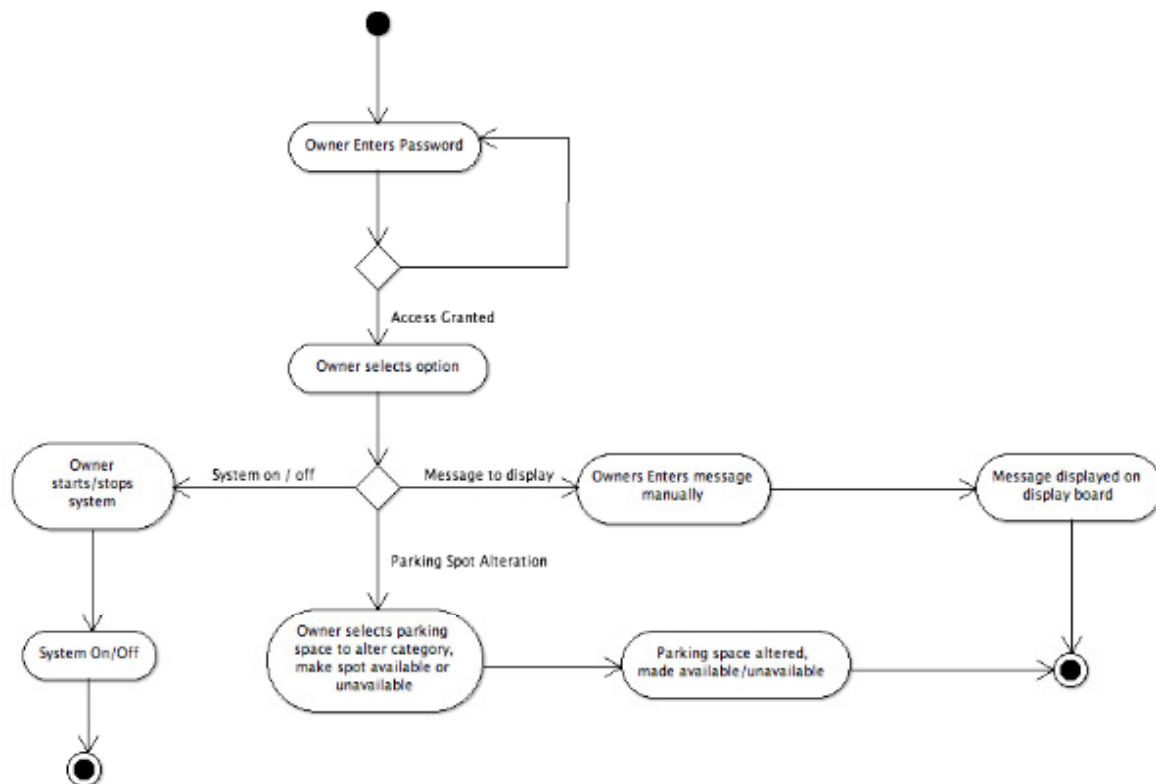 Owner Enters Password
Access Granted
Owner selects option
Owner
starts/stops
system
System on / off
Message to display
Owners Enters message
manually
Message displayed on
display board
Parking Spot Alteration
System On/Off
Owner selects parking
space to alter category,
make spot available or
unavailable
Parking space altered,
made available/unavailable